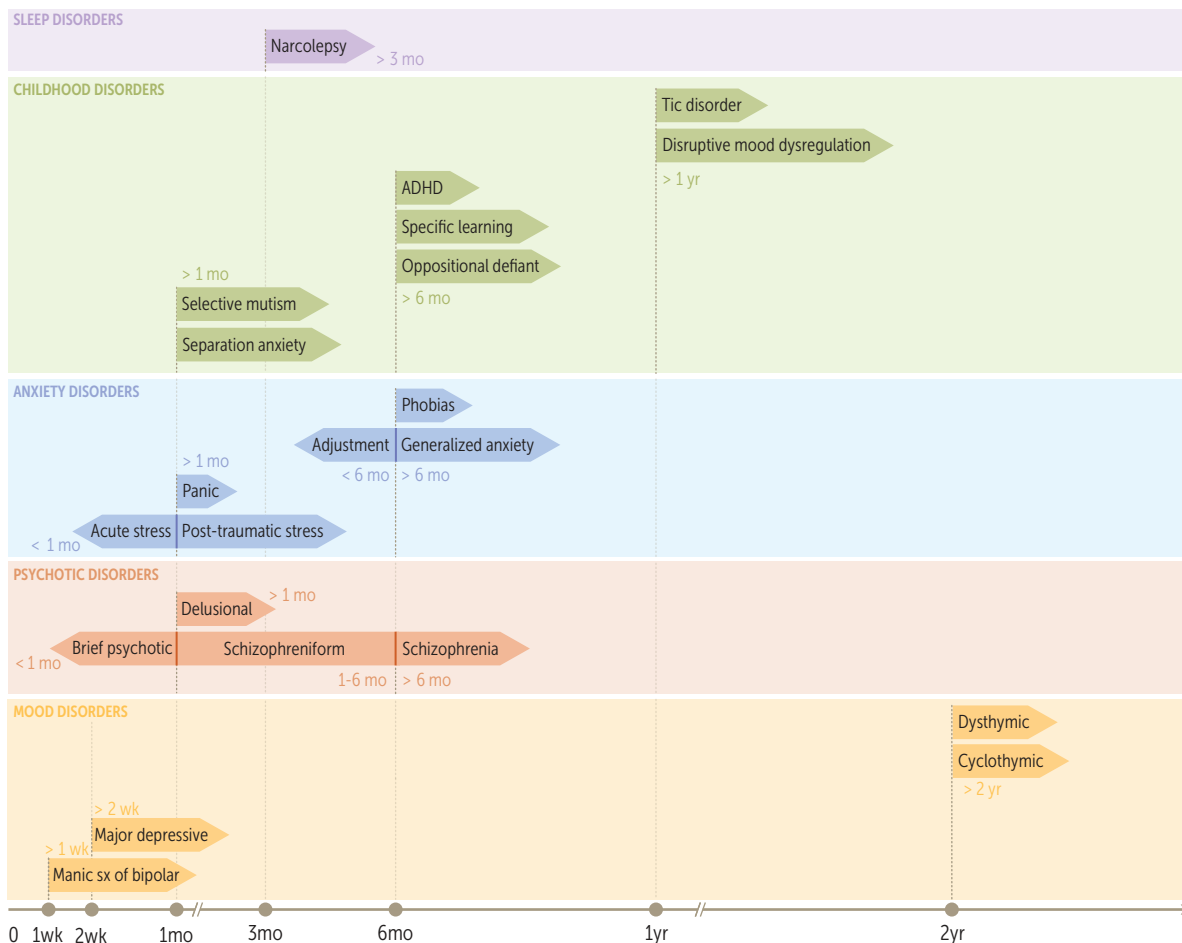 SLEEP DISORDERS
Narcolepsy
> 3 mo
CHILDHOOD DISORDERS
Tic disorder
Disruptive mood dysregulation
> 1 yr
ADHD
Specific learning
Oppositional defiant
> 6 mo
> 1 mo
Selective mutism
Separation anxiety
ANXIETY DISORDERS
Phobias
Adjustment Generalized anxiety
< 6 mo > 6 mo
> 1 mo
Panic
Acute stress Post-traumatic stress
< 1 mo
PSYCHOTIC DISORDERS
Delusional > 1 mo
Brief psychotic Schizophreniform Schizophrenia
< 1 mo
1-6 mo > 6 mo
MOOD DISORDERS
Dysthymic
Cyclothymic
> 2 yr
> 2 wk
Major depressive
> 1 wk
Manic sx of bipolar
0 1wk 2wk 1mo 3mo 6mo 1yr 2yr